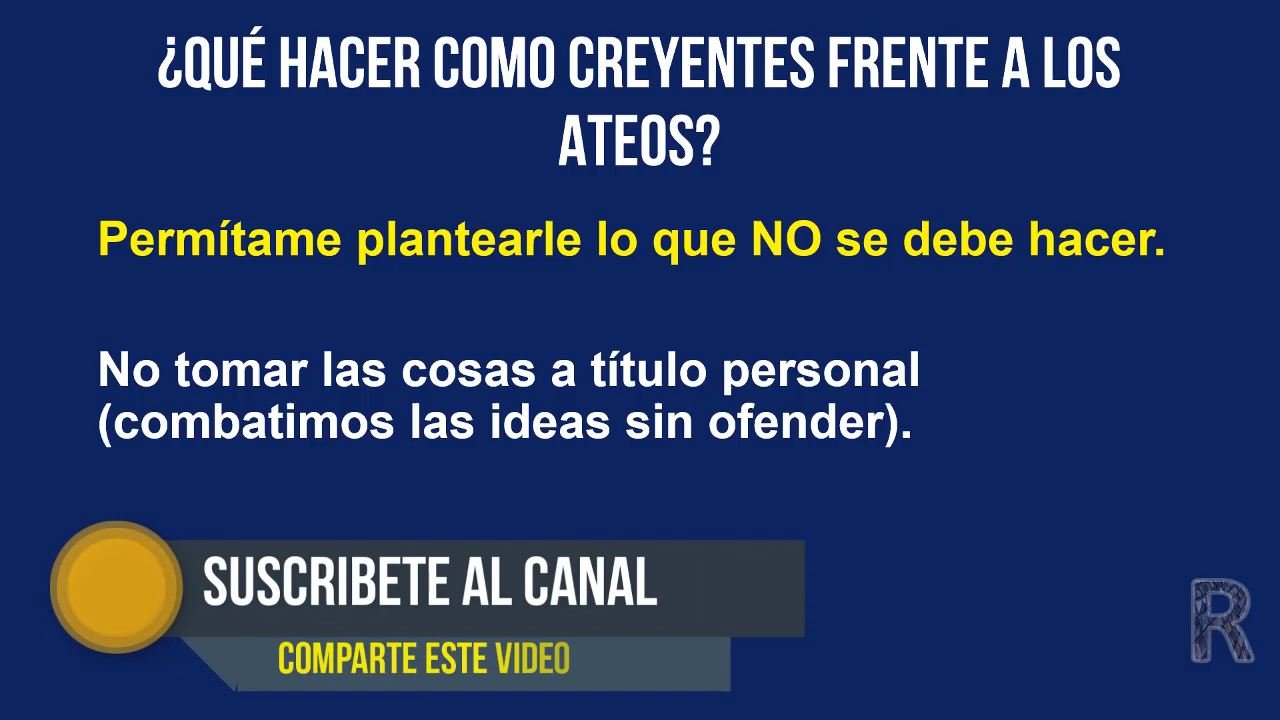 ¿QUÉ HACER COMO CREYENTES FRENTE A LOS
ATEOS?
Permítame plantearle lo que NO se debe hacer.
No tomar las cosas a título personal
(combatimos las ideas sin ofender).
SUSCRIBETE AL CANAL
COMPARTE ESTE VIDEO
R